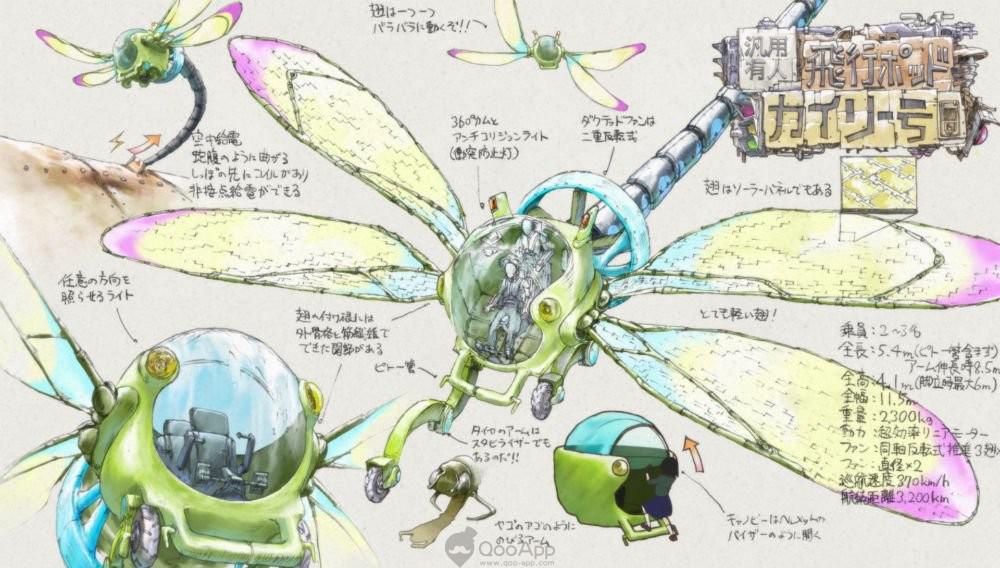 翅は一つ一つ
バラバラに動くぞ!!
汎用
有人
飛行ポッド
カイリー号
360°カムと
アンチコリジョンライト
(衝突防止灯)
ダクテッドファンは
二重反転式
空中給電
蛇腹のように曲がる
しっぽの先にコイルがあり
非接点給電ができる
翅はソーラーパネルでもある
任意の方向を
照らせるライト
翅の付け根には
外骨格と筋繊維で
できた関節がある
とても軽い翅!
ピトー管
乗員:2~3名
全長:5.4m(ピトー管含まず)
アーム伸長時8.5m
全高:4.1m(脚立時最大6m)
全幅:11.5m
重量:2300kg
動力:超効率リニアモーター
ファン:同軸反転式推進3翅
ファン:直径×2
巡航速度370km/h
航続距離3,200km
タイヤのアームは
スタビライザーでも
あるのだ!!
ヤゴのアゴのように
のびるアーム
キャノピーはヘルメットの
バイザーのように開く
QooApp
www.qoo-app.com